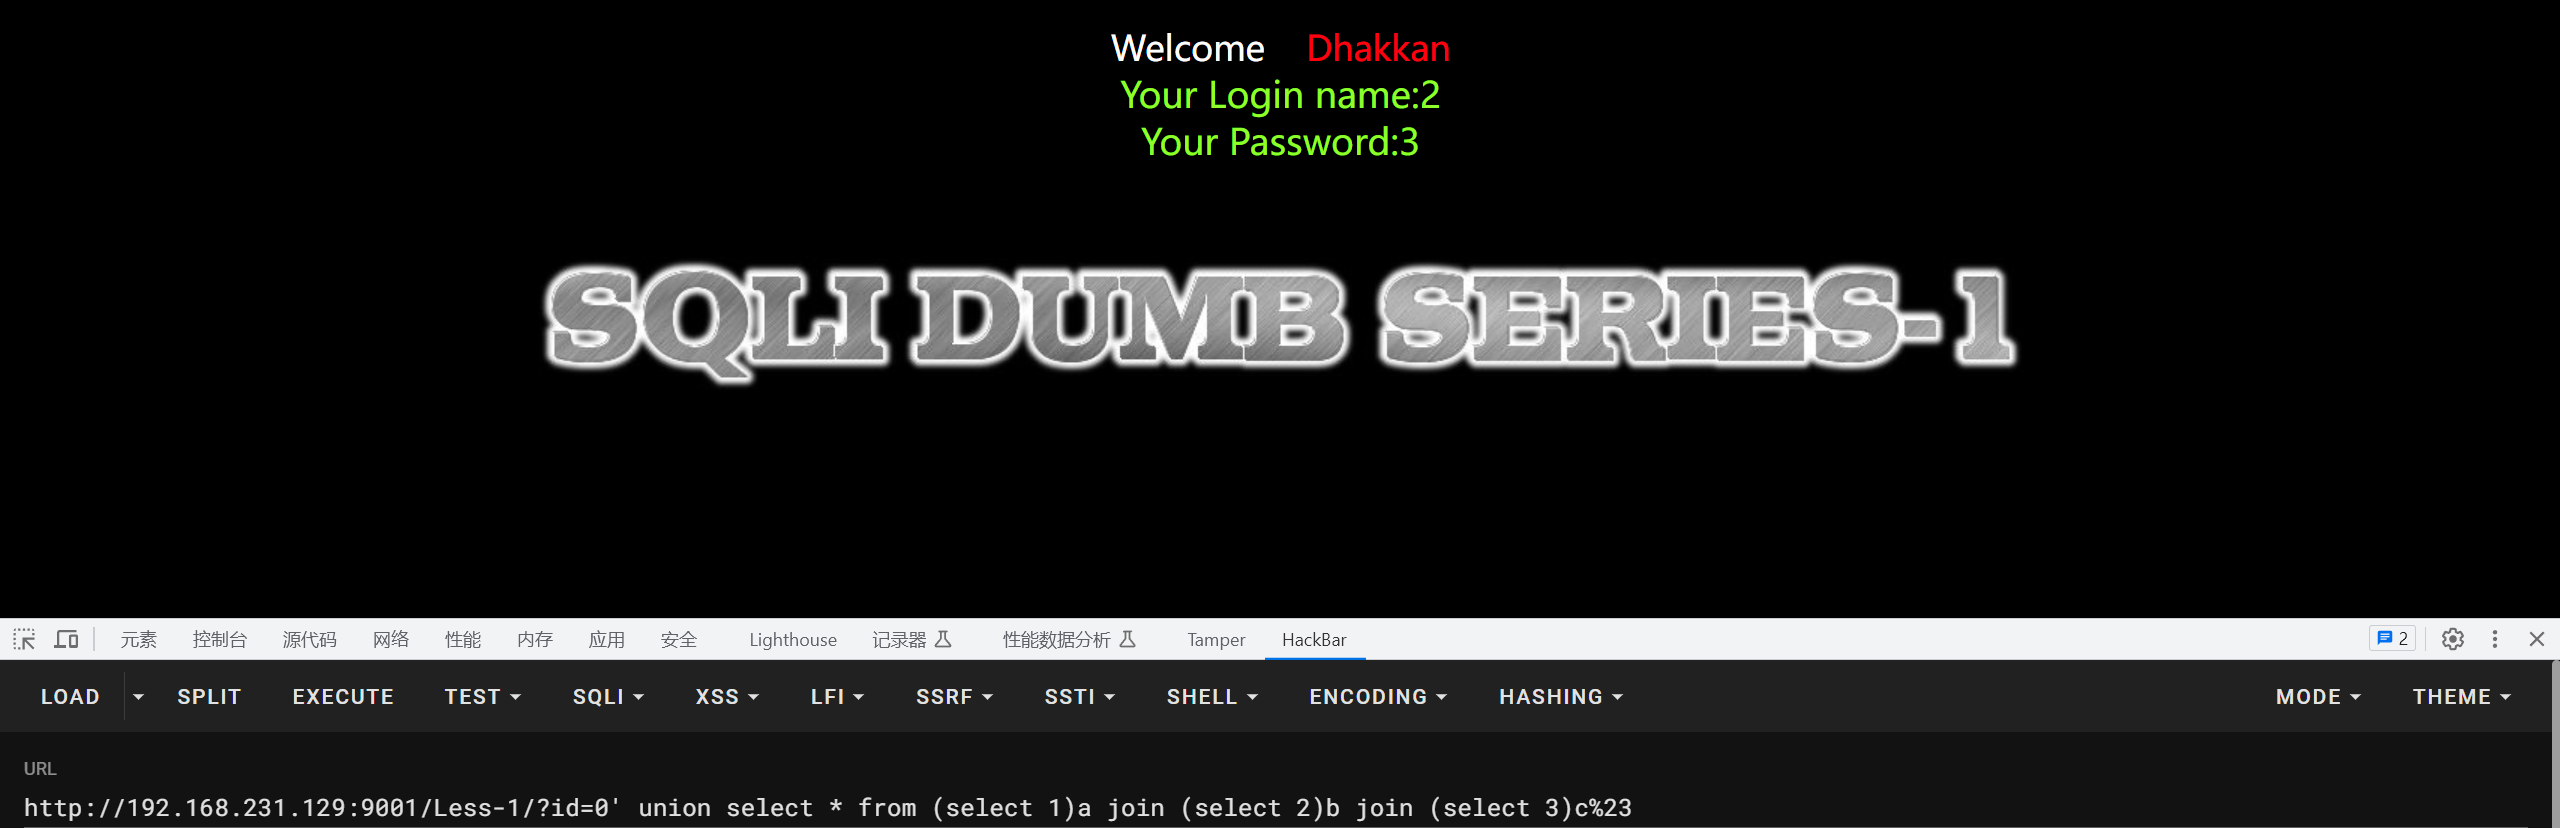 Welcome Dhakkan
Your Login name:2
Your Password:3
SQLI DUMB SERIES-1
元素 控制台 源代码 网络 性能 内存 应用 安全 Lighthouse 记录器 性能数据分析 Tamper HackBar 2
LOAD SPLIT EXECUTE TEST SQLI XSS LFI SSRF SSTI SHELL ENCODING HASHING MODE THEME
URL
http://192.168.231.129:9001/Less-1/?id=0' union select * from (select 1)a join (select 2)b join (select 3)c%23